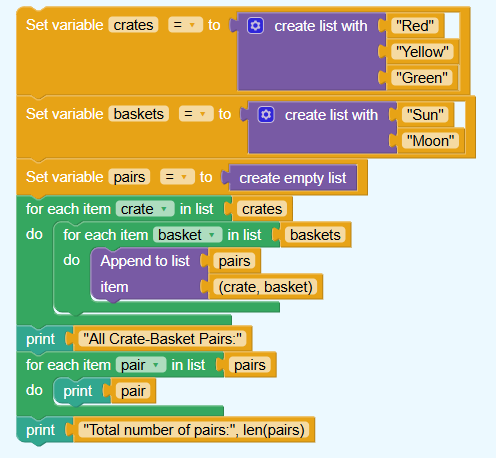 Set variable crates = to create list with "Red"
"Yellow"
"Green"
Set variable baskets = to create list with "Sun"
"Moon"
Set variable pairs = to create empty list
for each item crate in list crates
do for each item basket in list baskets
do Append to list pairs
item (crate, basket)
print "All Crate-Basket Pairs:"
for each item pair in list pairs
do print pair
print "Total number of pairs:", len(pairs)